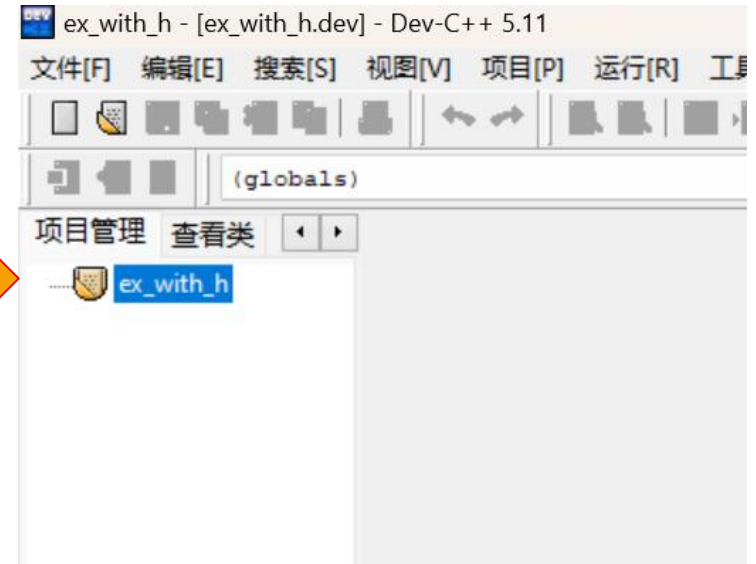 DEV ex_with_h - [ex_with_h.dev] - Dev-C++ 5.11
文件[F] 编辑[E] 搜索[S] 视图[V] 项目[P] 运行[R]
(globals)
项目管理 查看类
ex_with_h